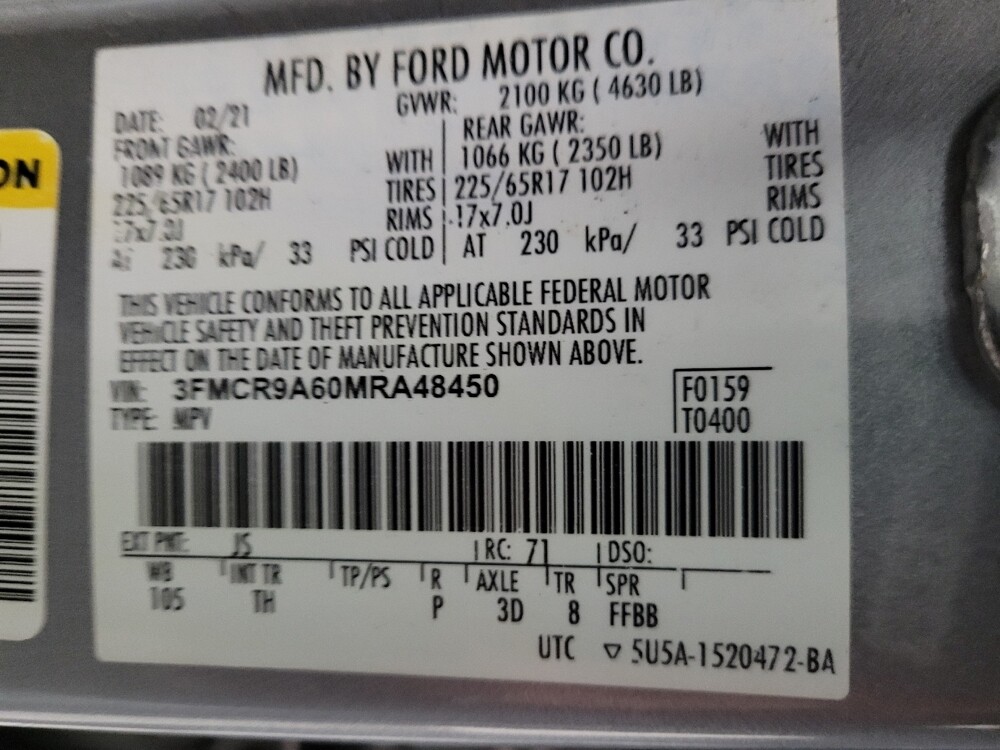 ON
MFD. BY FORD MOTOR CO.
DATE: 02/21 GVWR: 2100 KG ( 4630 LB)
FRONT GAWR: REAR GAWR:
1089 KG ( 2400 LB) WITH 1066 KG ( 2350 LB) WITH
225/65R17 102H TIRES 225/65R17 102H TIRES
17x7.0J RIMS 17x7.0J RIMS
AT 230 kPa/ 33 PSI COLD AT 230 kPa/ 33 PSI COLD
THIS VEHICLE CONFORMS TO ALL APPLICABLE FEDERAL MOTOR
VEHICLE SAFETY AND THEFT PREVENTION STANDARDS IN
EFFECT ON THE DATE OF MANUFACTURE SHOWN ABOVE.
VIN: 3FMCR9A60MRA48450 F0159
TYPE: MPV T0400
EXT PNT: JS RC: 71 DSO:
WB INT TR TP/PS R AXLE TR SPR
105 TH P 3D 8 FFBB
UTC ▽ 5U5A-1520472-BA